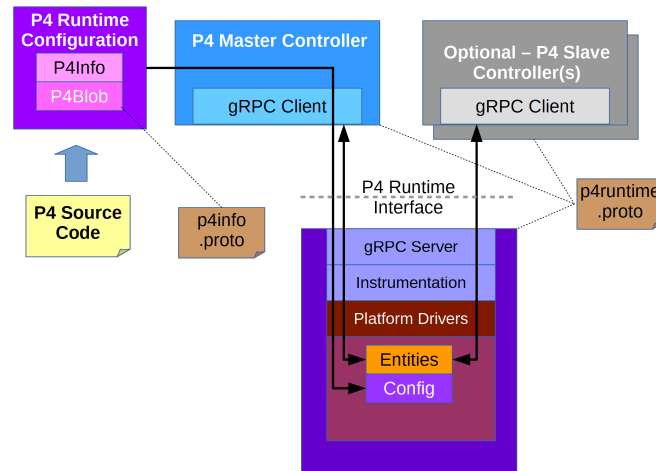 P4 Runtime
Configuration
P4Info
P4Blob
P4 Master Controller
gRPC Client
Optional – P4 Slave
Controller(s)
gRPC Client
P4 Source
Code
p4info
.proto
P4 Runtime
Interface
p4runtime
.proto
gRPC Server
Instrumentation
Platform Drivers
Entities
Config